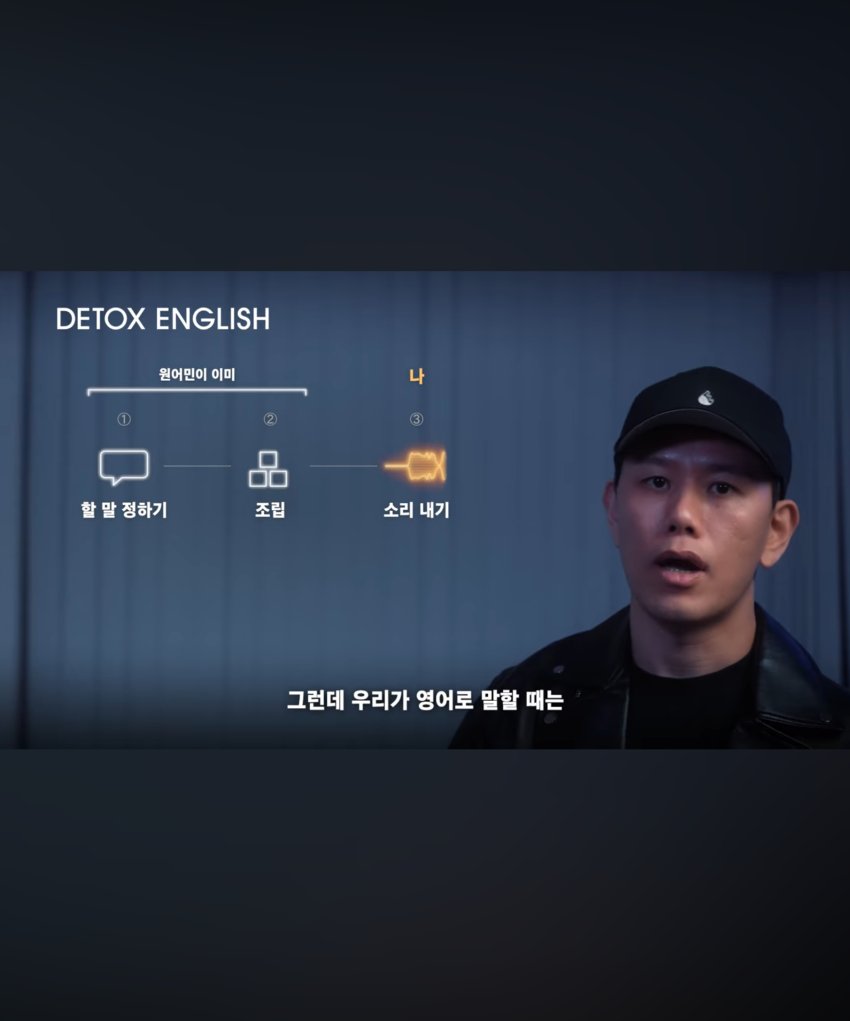 DETOX ENGLISH
원어민이 이미
나
① ② ③
할 말 정하기 조립 소리 내기
그런데 우리가 영어로 말할 때는